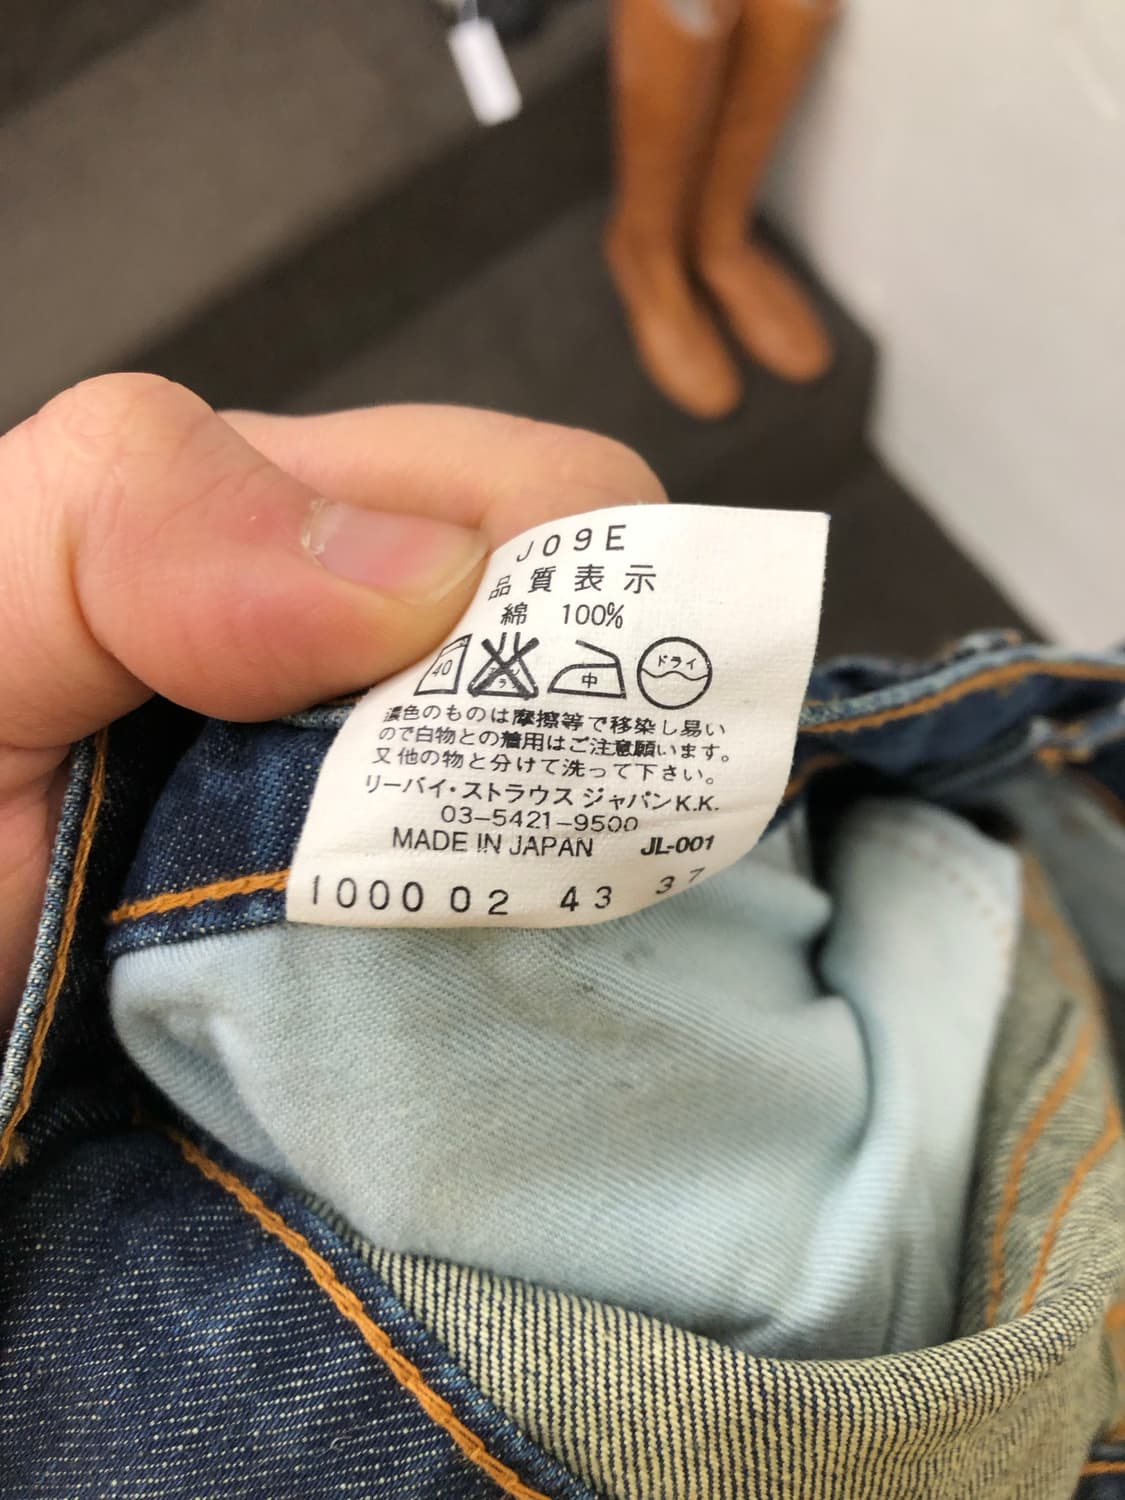 J09E
品質表示
綿 100%
40 中 ドライ
濃色のものは摩擦等で移染し易い
ので白物との着用はご注意願います。
又他の物と分けて洗って下さい。
リーバイ・ストラウス ジャパンK.K.
03-5421-9500
MADE IN JAPAN JL-001
1000 02 43 37